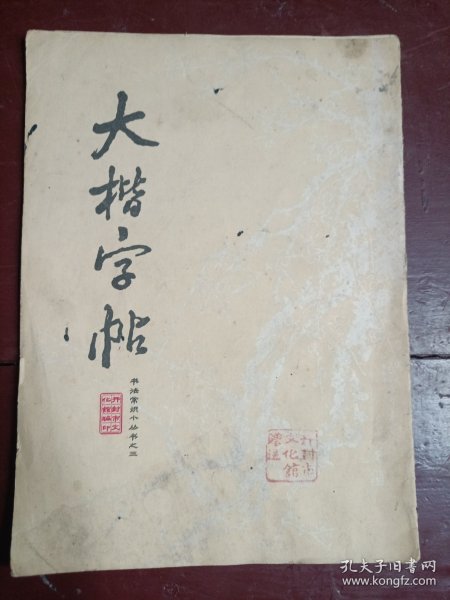 大楷字帖
书法常识小丛书之三
开封市文
化馆编印
开封市
文化馆
赠送
孔夫子旧书网
www.kongfz.com